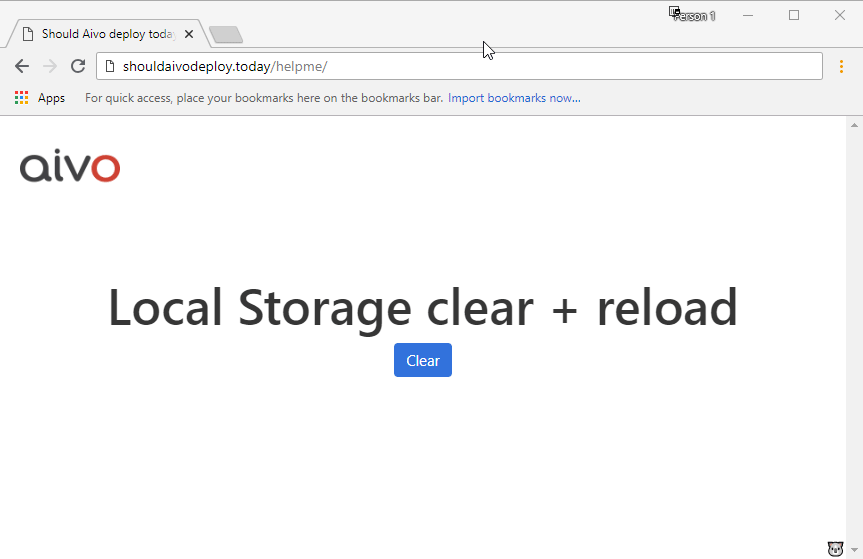 Person 1
Should Aivo deploy toda
shouldaivodeploy.today/helpme/
Apps For quick access, place your bookmarks here on the bookmarks bar. Import bookmarks now...
aivo
Local Storage clear + reload
Clear